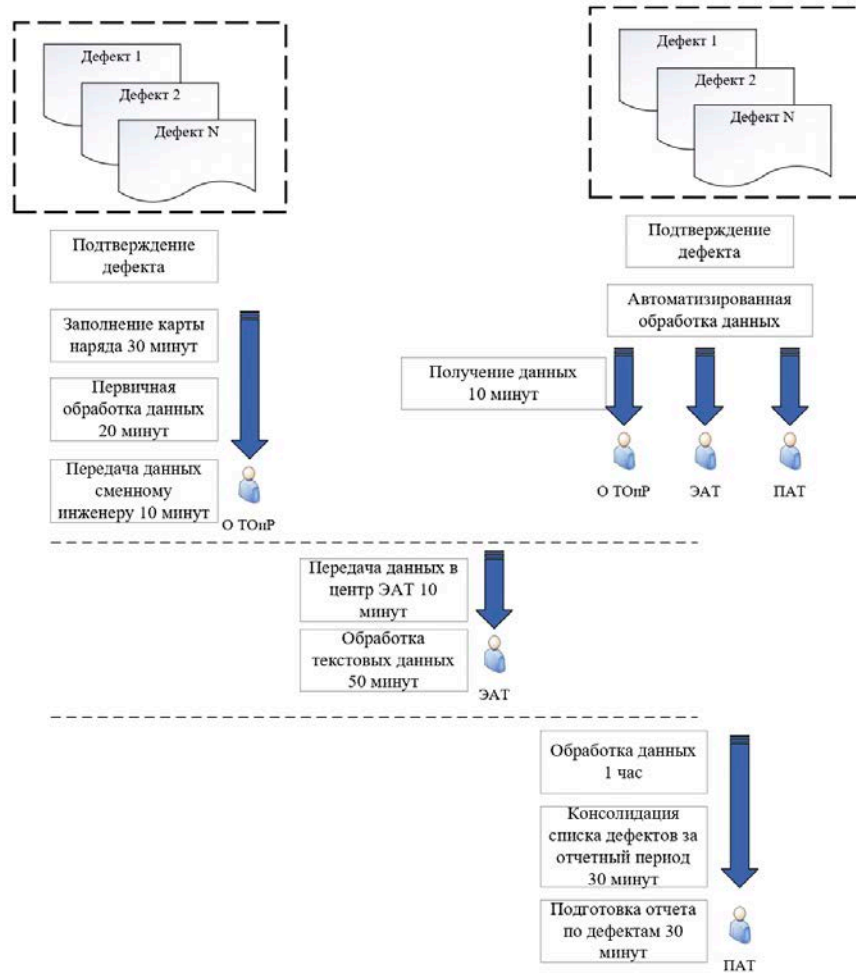 Дефект 1
Дефект 2
Дефект N
Дефект 1
Дефект 2
Дефект N
Подтверждение
дефекта
Заполнение карты
наряда 30 минут
Первичная
обработка данных
20 минут
Передача данных
сменному
инженеру 10 минут
О ТОиР
Подтверждение
дефекта
Автоматизированная
обработка данных
Получение данных
10 минут
О ТОиР
ЭАТ
ПАТ
Передача данных в
центр ЭАТ 10
минут
Обработка
текстовых данных
50 минут
ЭАТ
Обработка данных
1 час
Консолидация
списка дефектов за
отчетный период
30 минут
Подготовка отчета
по дефектам 30
минут
ПАТ